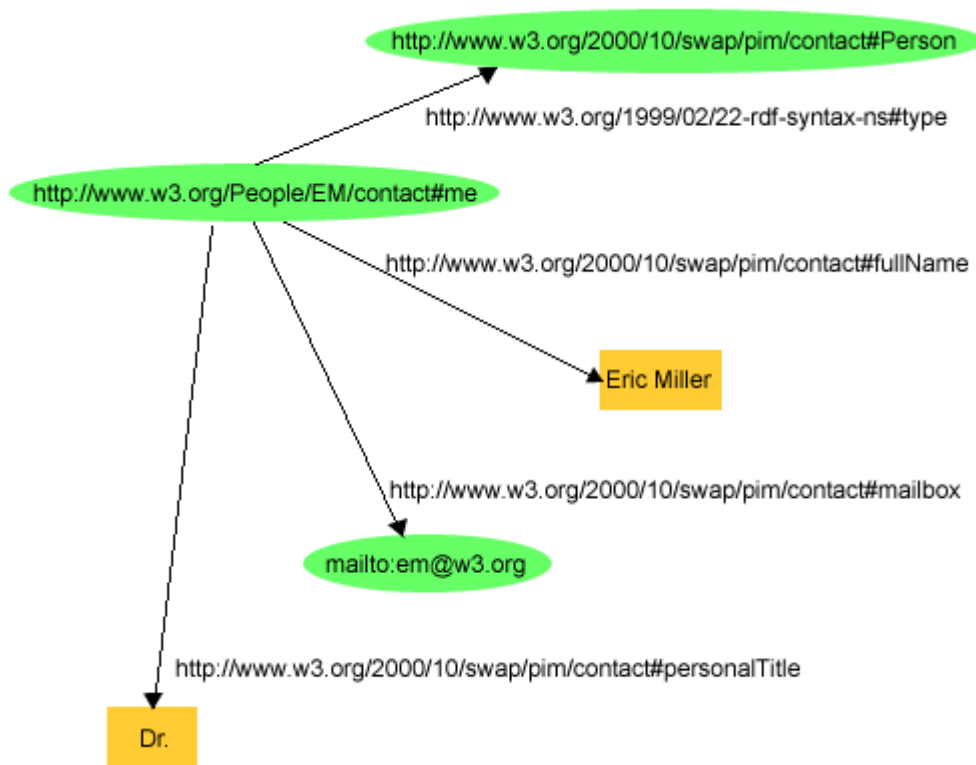 http://www.w3.org/2000/10/swap/pim/contact#Person
http://www.w3.org/1999/02/22-rdf-syntax-ns#type
http://www.w3.org/People/EM/contact#me
http://www.w3.org/2000/10/swap/pim/contact#fullName
Eric Miller
http://www.w3.org/2000/10/swap/pim/contact#mailbox
mailto:em@w3.org
http://www.w3.org/2000/10/swap/pim/contact#personalTitle
Dr.